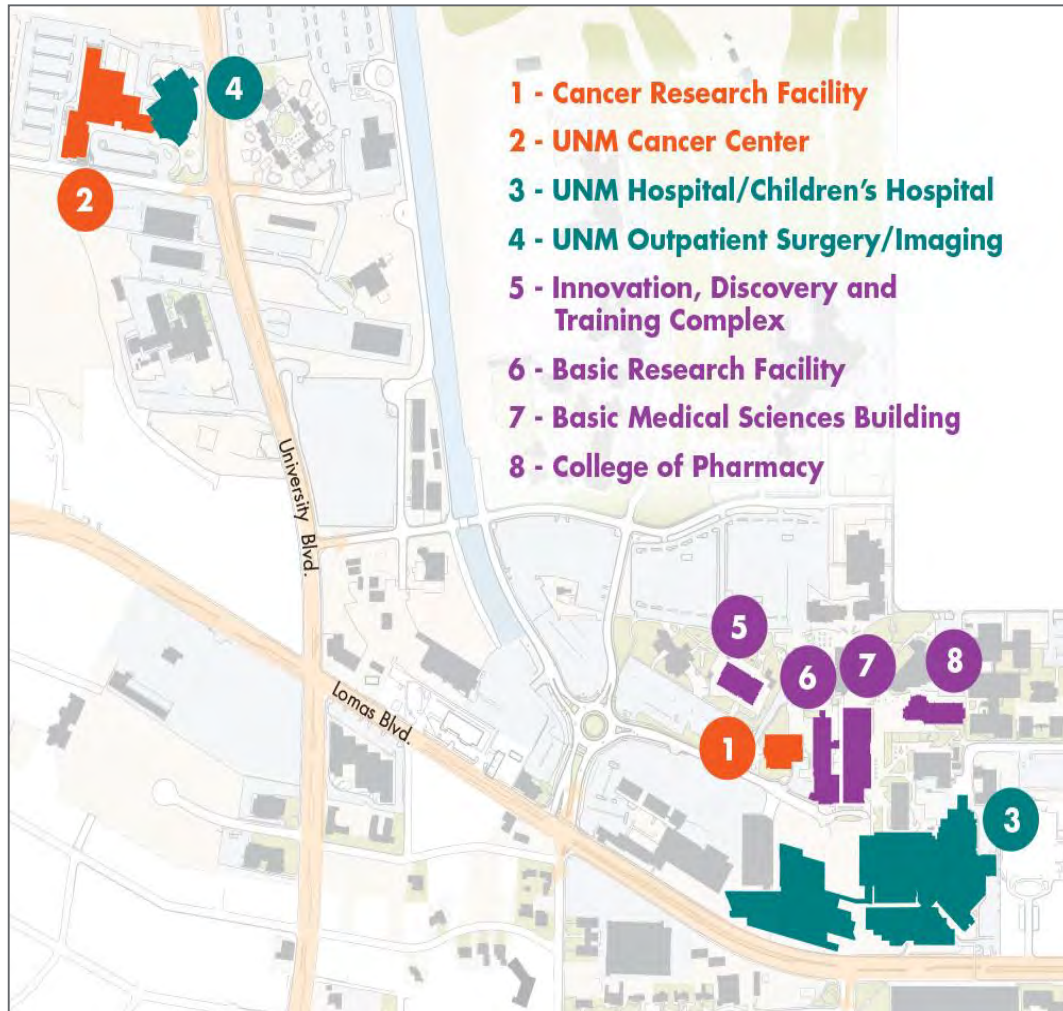 4
1 - Cancer Research Facility
2 - UNM Cancer Center
3 - UNM Hospital/Children's Hospital
4 - UNM Outpatient Surgery/Imaging
5 - Innovation, Discovery and
Training Complex
6 - Basic Research Facility
7 - Basic Medical Sciences Building
8 - College of Pharmacy
2
University Blvd.
Lomas Blvd.
5
6
7
8
1
3